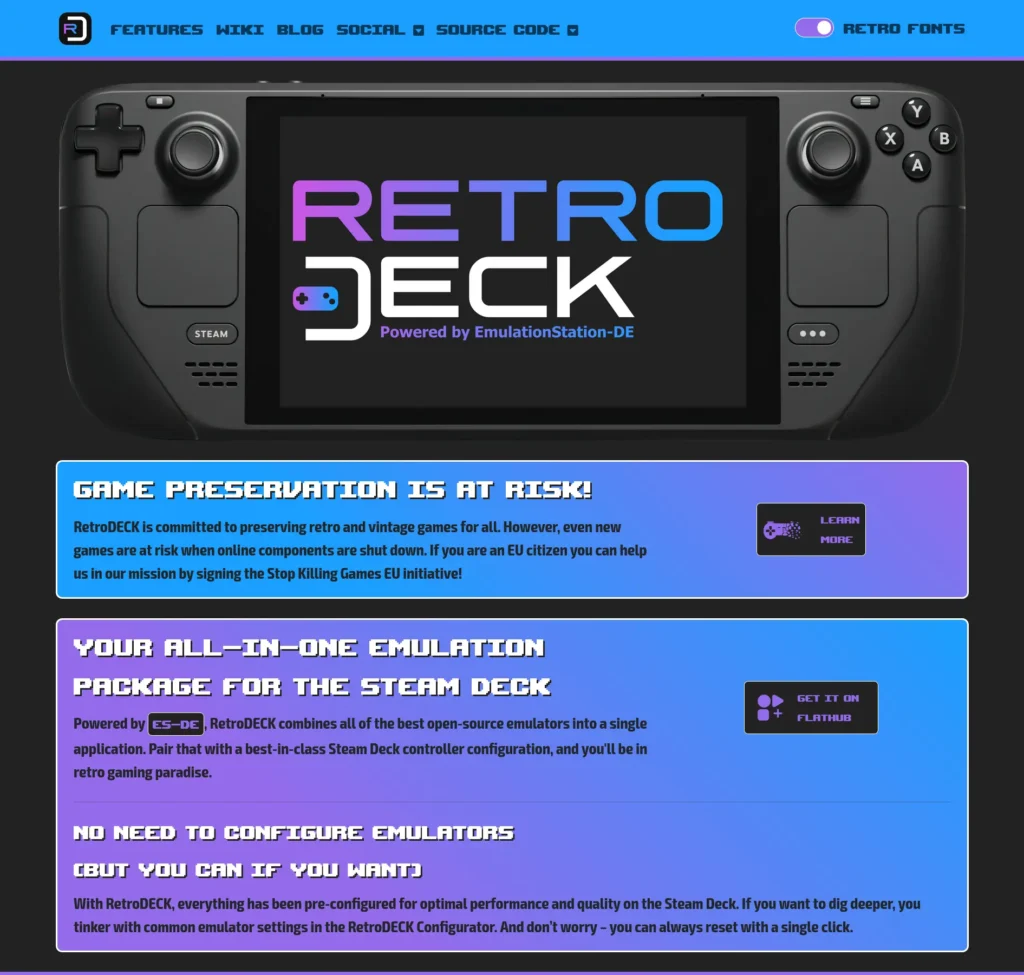 FEATURES WIKI BLOG SOCIAL SOURCE CODE RETRO FONTS
Y
X B
A
RETRO
DECK
Powered by EmulationStation-DE
STEAM
GAME PRESERVATION IS AT RISK!
RetroDECK is committed to preserving retro and vintage games for all. However, even new
games are at risk when online components are shut down. If you are an EU citizen you can help
us in our mission by signing the Stop Killing Games EU initiative!
LEARN
MORE
YOUR ALL-IN-ONE EMULATION
PACKAGE FOR THE STEAM DECK
Powered by ES-DE, RetroDECK combines all of the best open-source emulators into a single
application. Pair that with a best-in-class Steam Deck controller configuration, and you'll be in
retro gaming paradise.
GET IT ON
FLATHUB
NO NEED TO CONFIGURE EMULATORS
(BUT YOU CAN IF YOU WANT)
With RetroDECK, everything has been pre-configured for optimal performance and quality on the Steam Deck. If you want to dig deeper, you
tinker with common emulator settings in the RetroDECK Configurator. And don't worry – you can always reset with a single click.